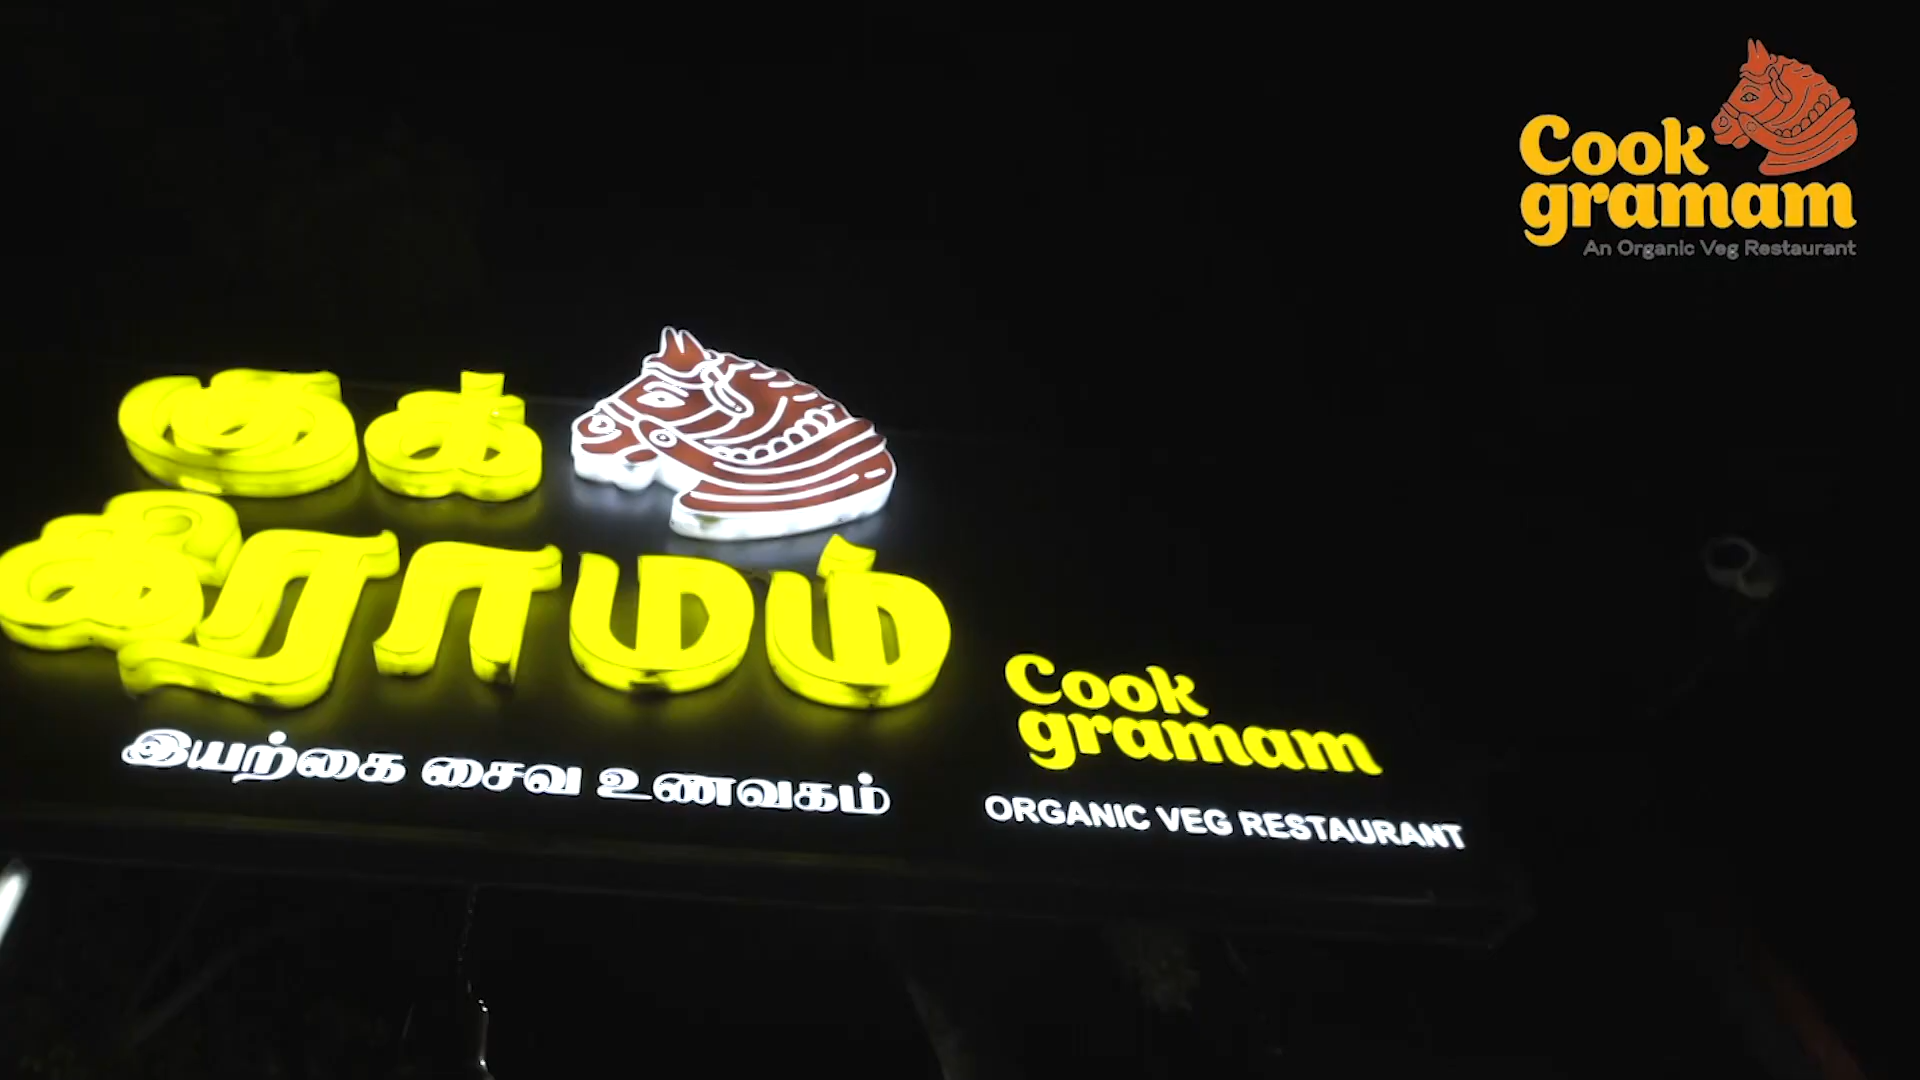 Cook
gramam
An Organic Veg Restaurant
குக்
கிராமம்
இயற்கை சைவ உணவகம்
Cook
gramam
ORGANIC VEG RESTAURANT